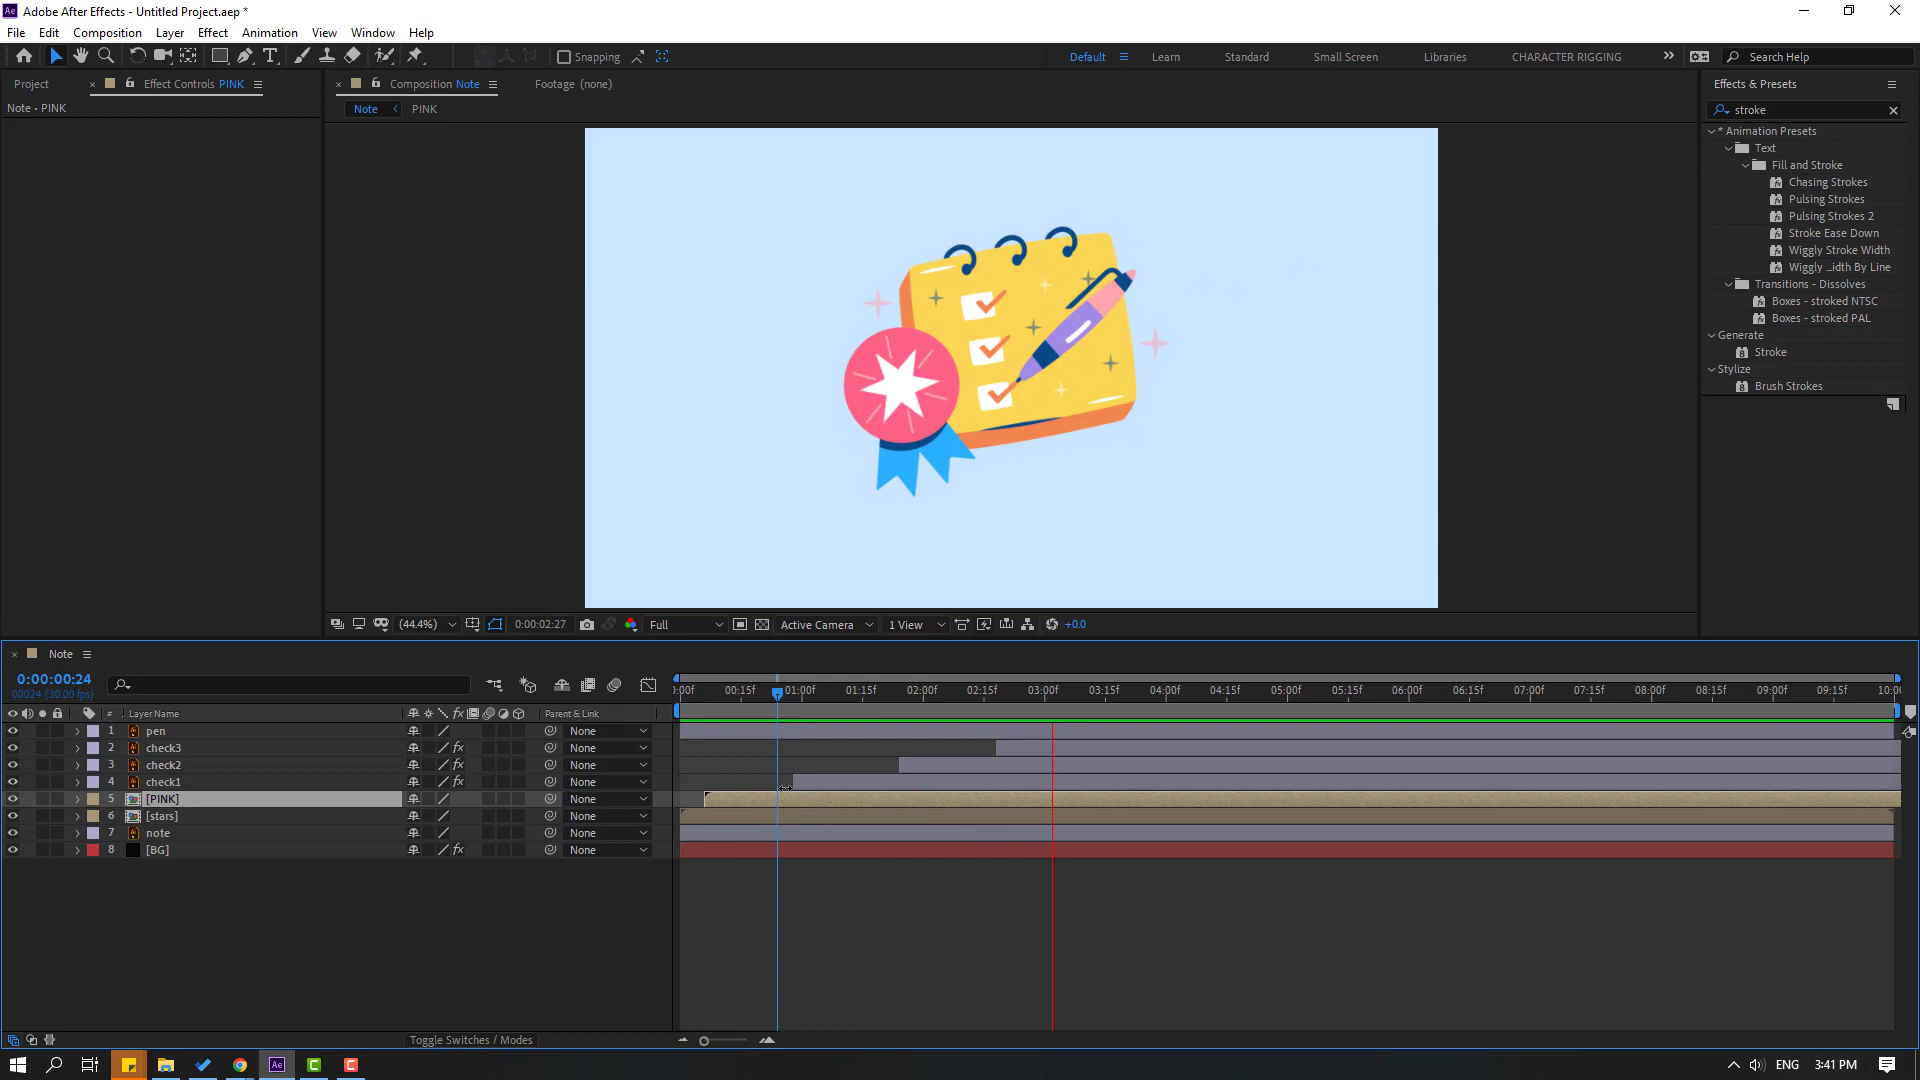 Adobe After Effects - Untitled Project.aep *
File Edit Composition Layer Effect Animation View Window Help
Snapping Default Learn Standard Small Screen Libraries CHARACTER RIGGING Search Help
Project Effect Controls PINK Composition Note Footage (none) Effects & Presets
Note • PINK
Note PINK
stroke
* Animation Presets
Text
Fill and Stroke
Chasing Strokes
Pulsing Strokes
Pulsing Strokes 2
Stroke Ease Down
Wiggly Stroke Width
Wiggly ...idth By Line
Transitions - Dissolves
Boxes - stroked NTSC
Boxes - stroked PAL
Generate
Stroke
Stylize
Brush Strokes
(44.4%) 0:00:02:27 Full Active Camera 1 View +0.0
Note
0:00:00:24
00024 (30.00 fps)
:00f 00:15f 01:00f 01:15f 02:00f 02:15f 03:00f 03:15f 04:00f 04:15f 05:00f 05:15f 06:00f 06:15f 07:00f 07:15f 08:00f 08:15f 09:00f 09:15f 10:0
# Layer Name Parent & Link
1 pen None
2 check3 None
3 check2 None
4 check1 None
5 [PINK] None
6 [stars] None
7 note None
8 [BG] None
Toggle Switches / Modes
ENG 3:41 PM